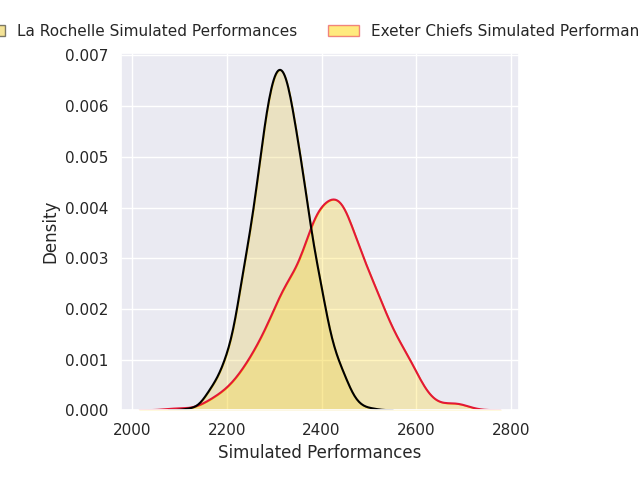 La Rochelle Simulated Performances Exeter Chiefs Simulated
0.007
0.006
0.005
0.004
0.003
0.002
0.001
0.000
Density
2000 2200 2400 2600 2800
Simulated Performances